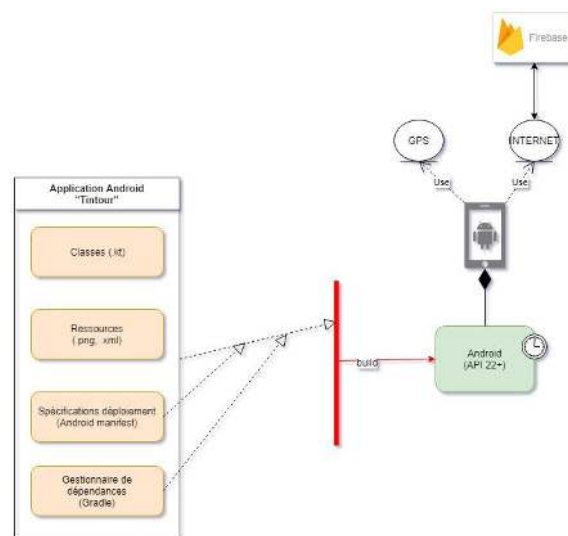 Firebase
GPS
INTERNET
Use
Use
Application Android
"Tintour"
Classes (.kt)
Ressources
(.png, .xml)
Spécifications déploiement
(Android manifest)
Gestionnaire de
dépendances
(Gradle)
build
Android
(API 22+)